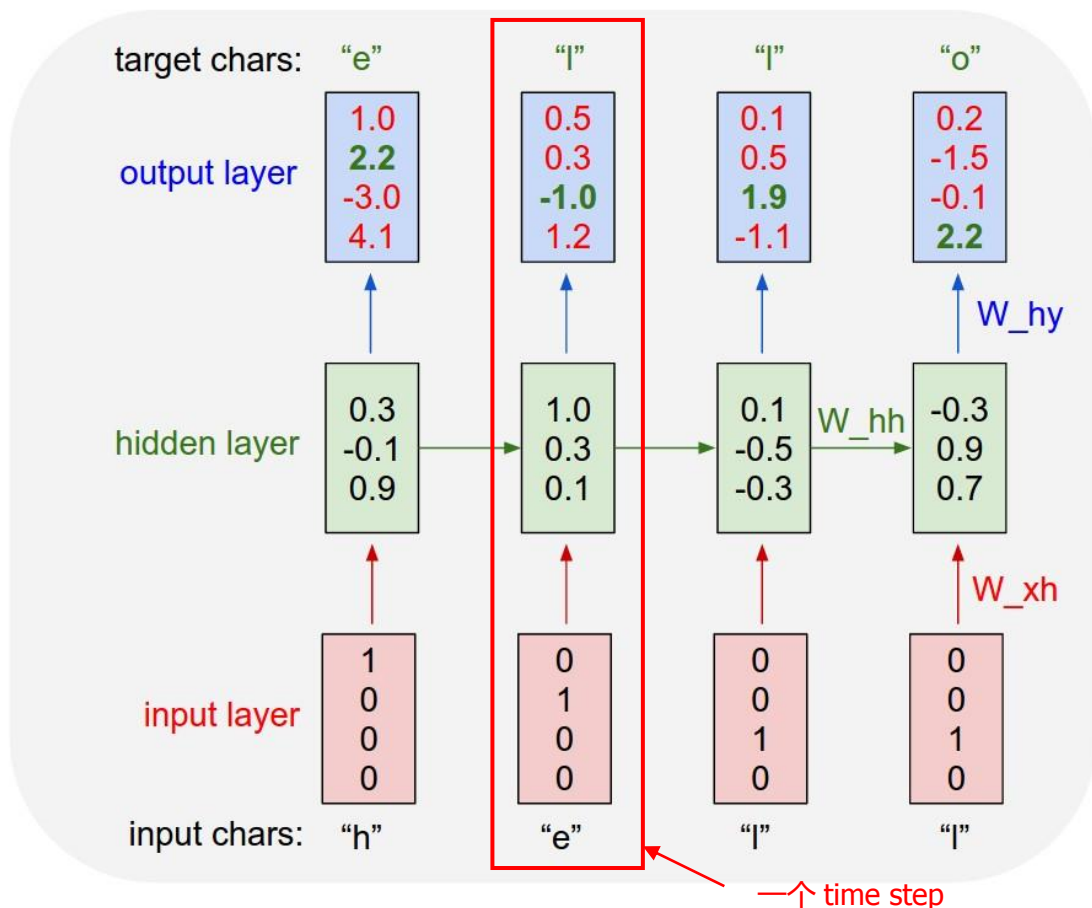 target chars: “e” “l” “l” “o”
output layer
1.0 0.5 0.1 0.2
2.2 0.3 0.5 -1.5
-3.0 -1.0 1.9 -0.1
4.1 1.2 -1.1 2.2
W_hy
hidden layer
0.3 1.0 0.1 -0.3
-0.1 0.3 -0.5 0.9
0.9 0.1 -0.3 0.7
W_hh
W_xh
input layer
1 0 0 0
0 1 0 0
0 0 1 1
0 0 0 0
input chars: “h” “e” “l” “l”
一个 time step